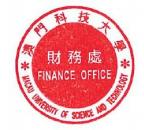 澳門科技大學
財務處
FINANCE OFFICE
MACAU UNIVERSITY OF SCIENCE AND TECHNOLOGY